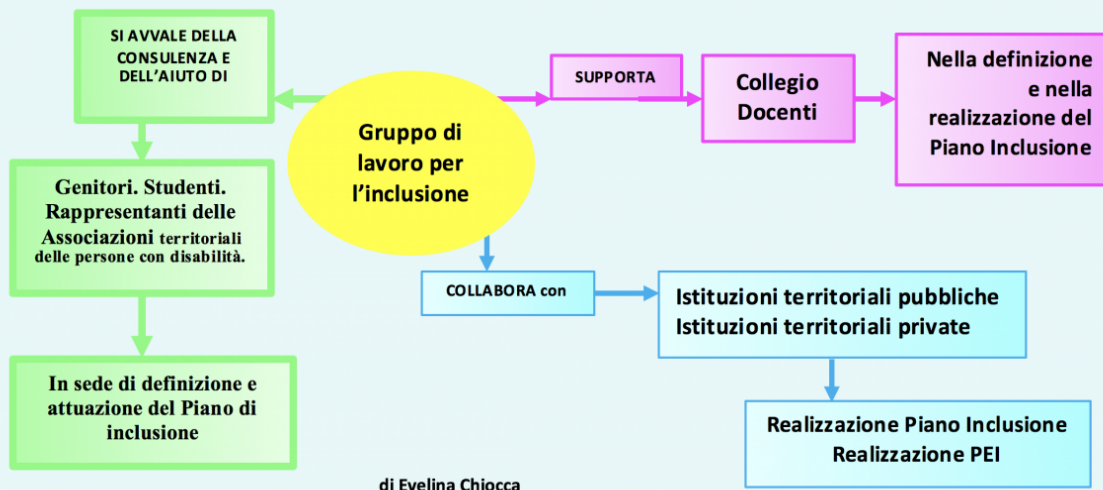 SI AVVALE DELLA
CONSULENZA E
DELL'AIUTO DI
Genitori. Studenti.
Rappresentanti delle
Associazioni territoriali
delle persone con disabilità.
In sede di definizione e
attuazione del Piano di
inclusione
Gruppo di
lavoro per
l'inclusione
SUPPORTA
Collegio
Docenti
Nella definizione
e nella
realizzazione del
Piano Inclusione
COLLABORA con
Istituzioni territoriali pubbliche
Istituzioni territoriali private
Realizzazione Piano Inclusione
Realizzazione PEI
di Evelina Chiocca